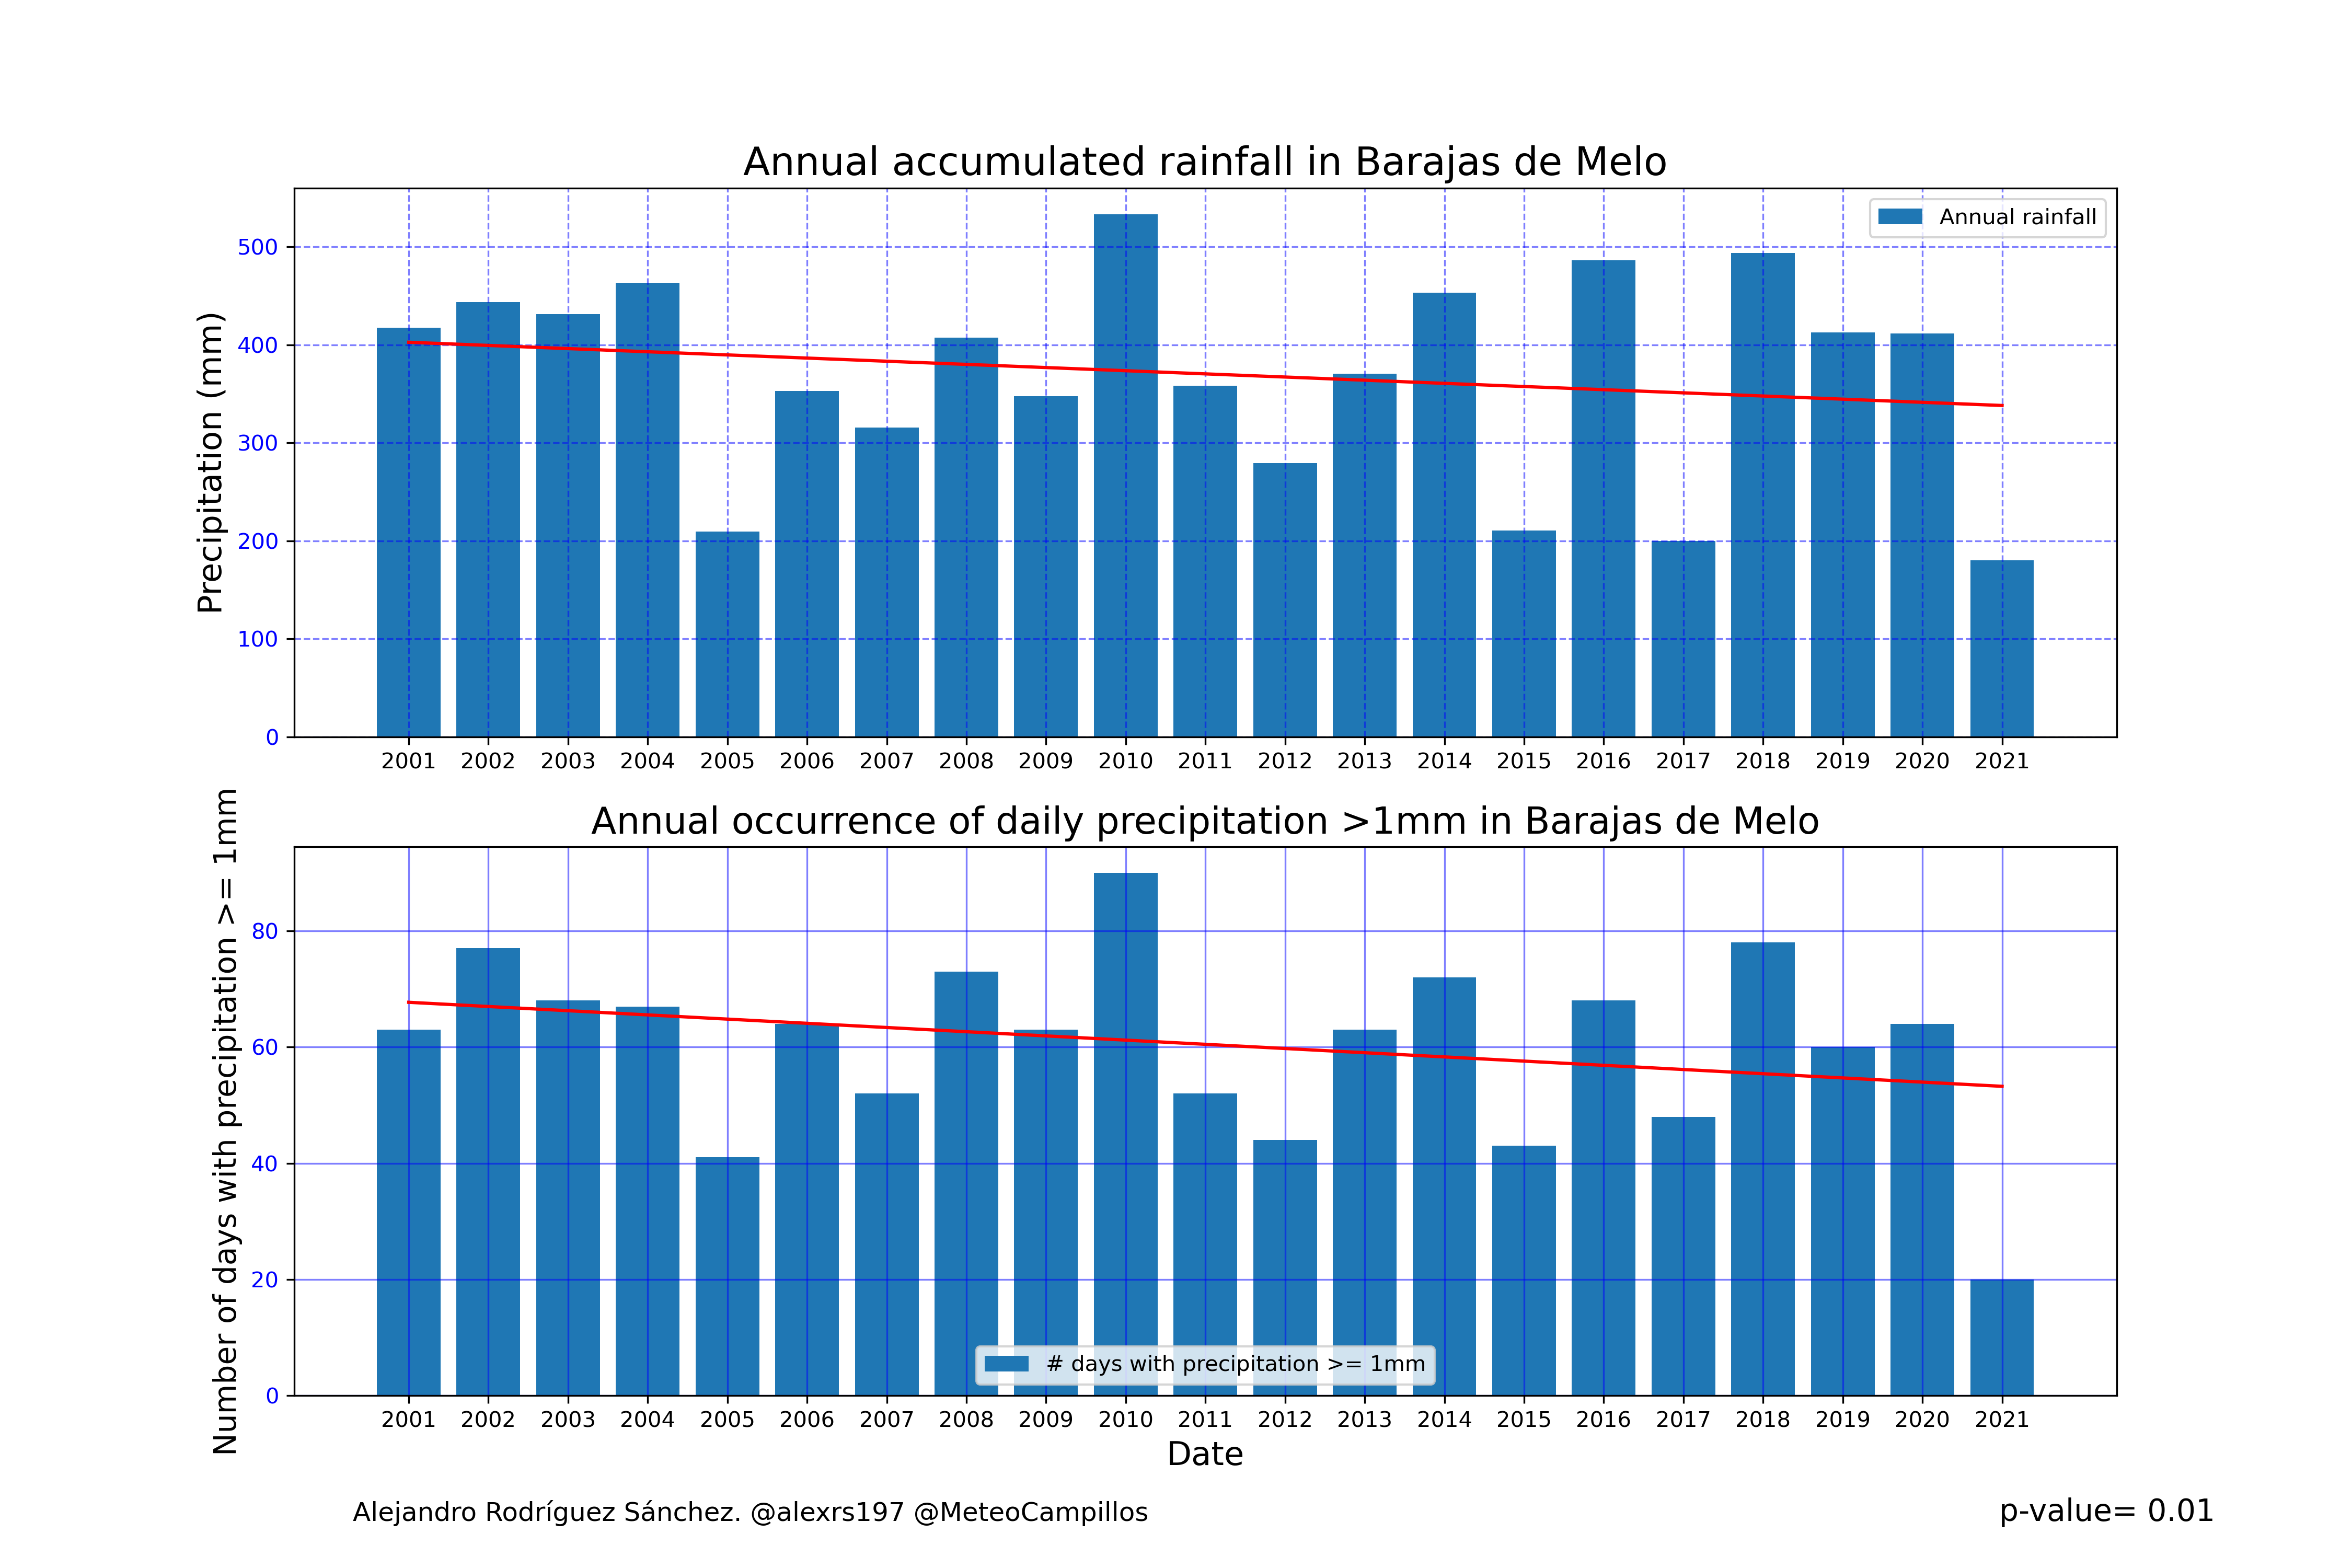 Annual accumulated rainfall in Barajas de Melo
Annual rainfall
Precipitation (mm)
500
400
300
200
100
0
2001 2002 2003 2004 2005 2006 2007 2008 2009 2010 2011 2012 2013 2014 2015 2016 2017 2018 2019 2020 2021
Annual occurrence of daily precipitation >1mm in Barajas de Melo
Number of days with precipitation >= 1mm
80
60
40
20
0
# days with precipitation >= 1mm
2001 2002 2003 2004 2005 2006 2007 2008 2009 2010 2011 2012 2013 2014 2015 2016 2017 2018 2019 2020 2021
Date
Alejandro Rodríguez Sánchez. @alexrs197 @MeteoCampillos
p-value= 0.01